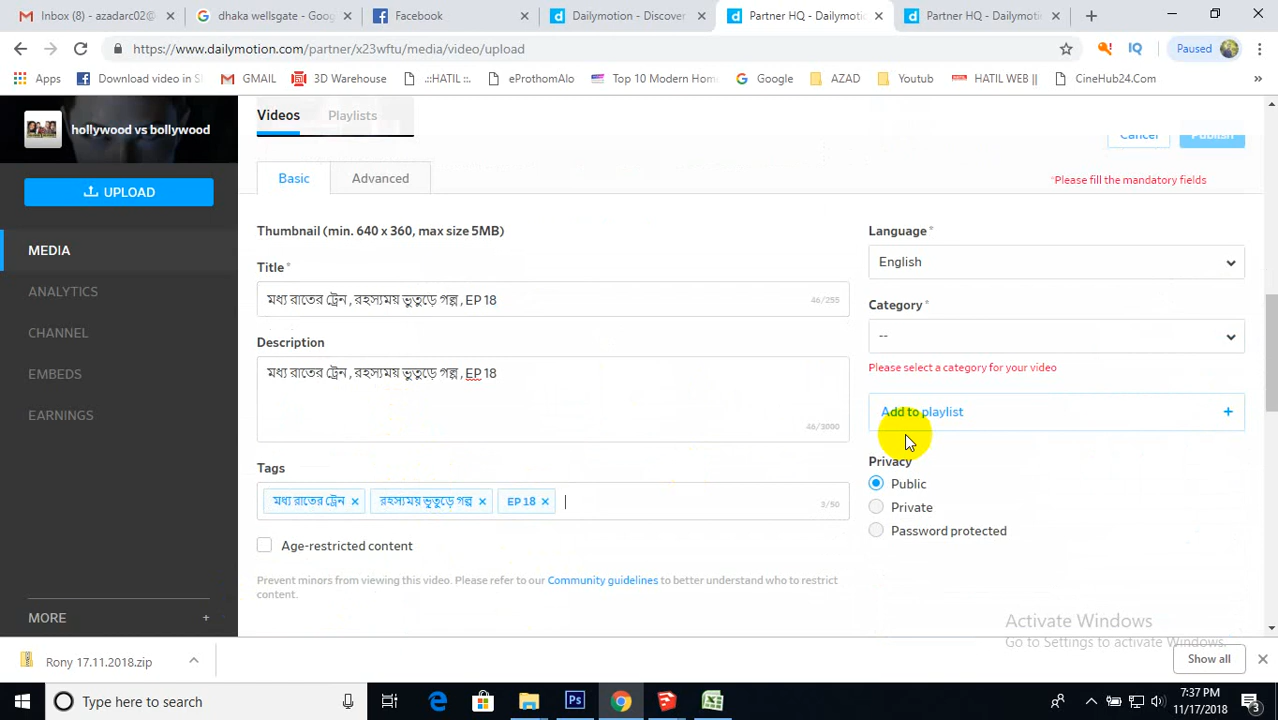 Inbox (8) - azadarc02@
dhaka wellsgate - Goo
Facebook
Dailymotion - Discover
Partner HQ - Dailymotio
Partner HQ - Dailymotion
https://www.dailymotion.com/partner/x23wftu/media/video/upload
Paused
Apps
Download video in S
GMAIL
3D Warehouse
.::HATIL ::.
eProthomAlo
Top 10 Modern Hom
Google
AZAD
Youtub
HATIL WEB ||
CineHub24.Com
»
hollywood vs bollywood
Videos
Playlists
Cancel
Publish
UPLOAD
Basic
Advanced
*Please fill the mandatory fields
MEDIA
ANALYTICS
CHANNEL
EMBEDS
EARNINGS
MORE +
Thumbnail (min. 640 x 360, max size 5MB)
Title *
মধ্য রাতের ট্রেন , রহস্যময় ভুতুড়ে গল্প , EP 18
46/255
Description
মধ্য রাতের ট্রেন , রহস্যময় ভুতুড়ে গল্প , EP 18
46/3000
Tags
মধ্য রাতের ট্রেন ×
রহস্যময় ভুতুড়ে গল্প ×
EP 18 ×
3/50
Age-restricted content
Prevent minors from viewing this video. Please refer to our Community guidelines to better understand who to restrict
content.
Language *
English
Category *
--
Please select a category for your video
Add to playlist +
Privacy
Public
Private
Password protected
Activate Windows
Go to Settings to activate Windows.
Rony 17.11.2018.zip
Show all
Type here to search
7:37 PM
11/17/2018
3